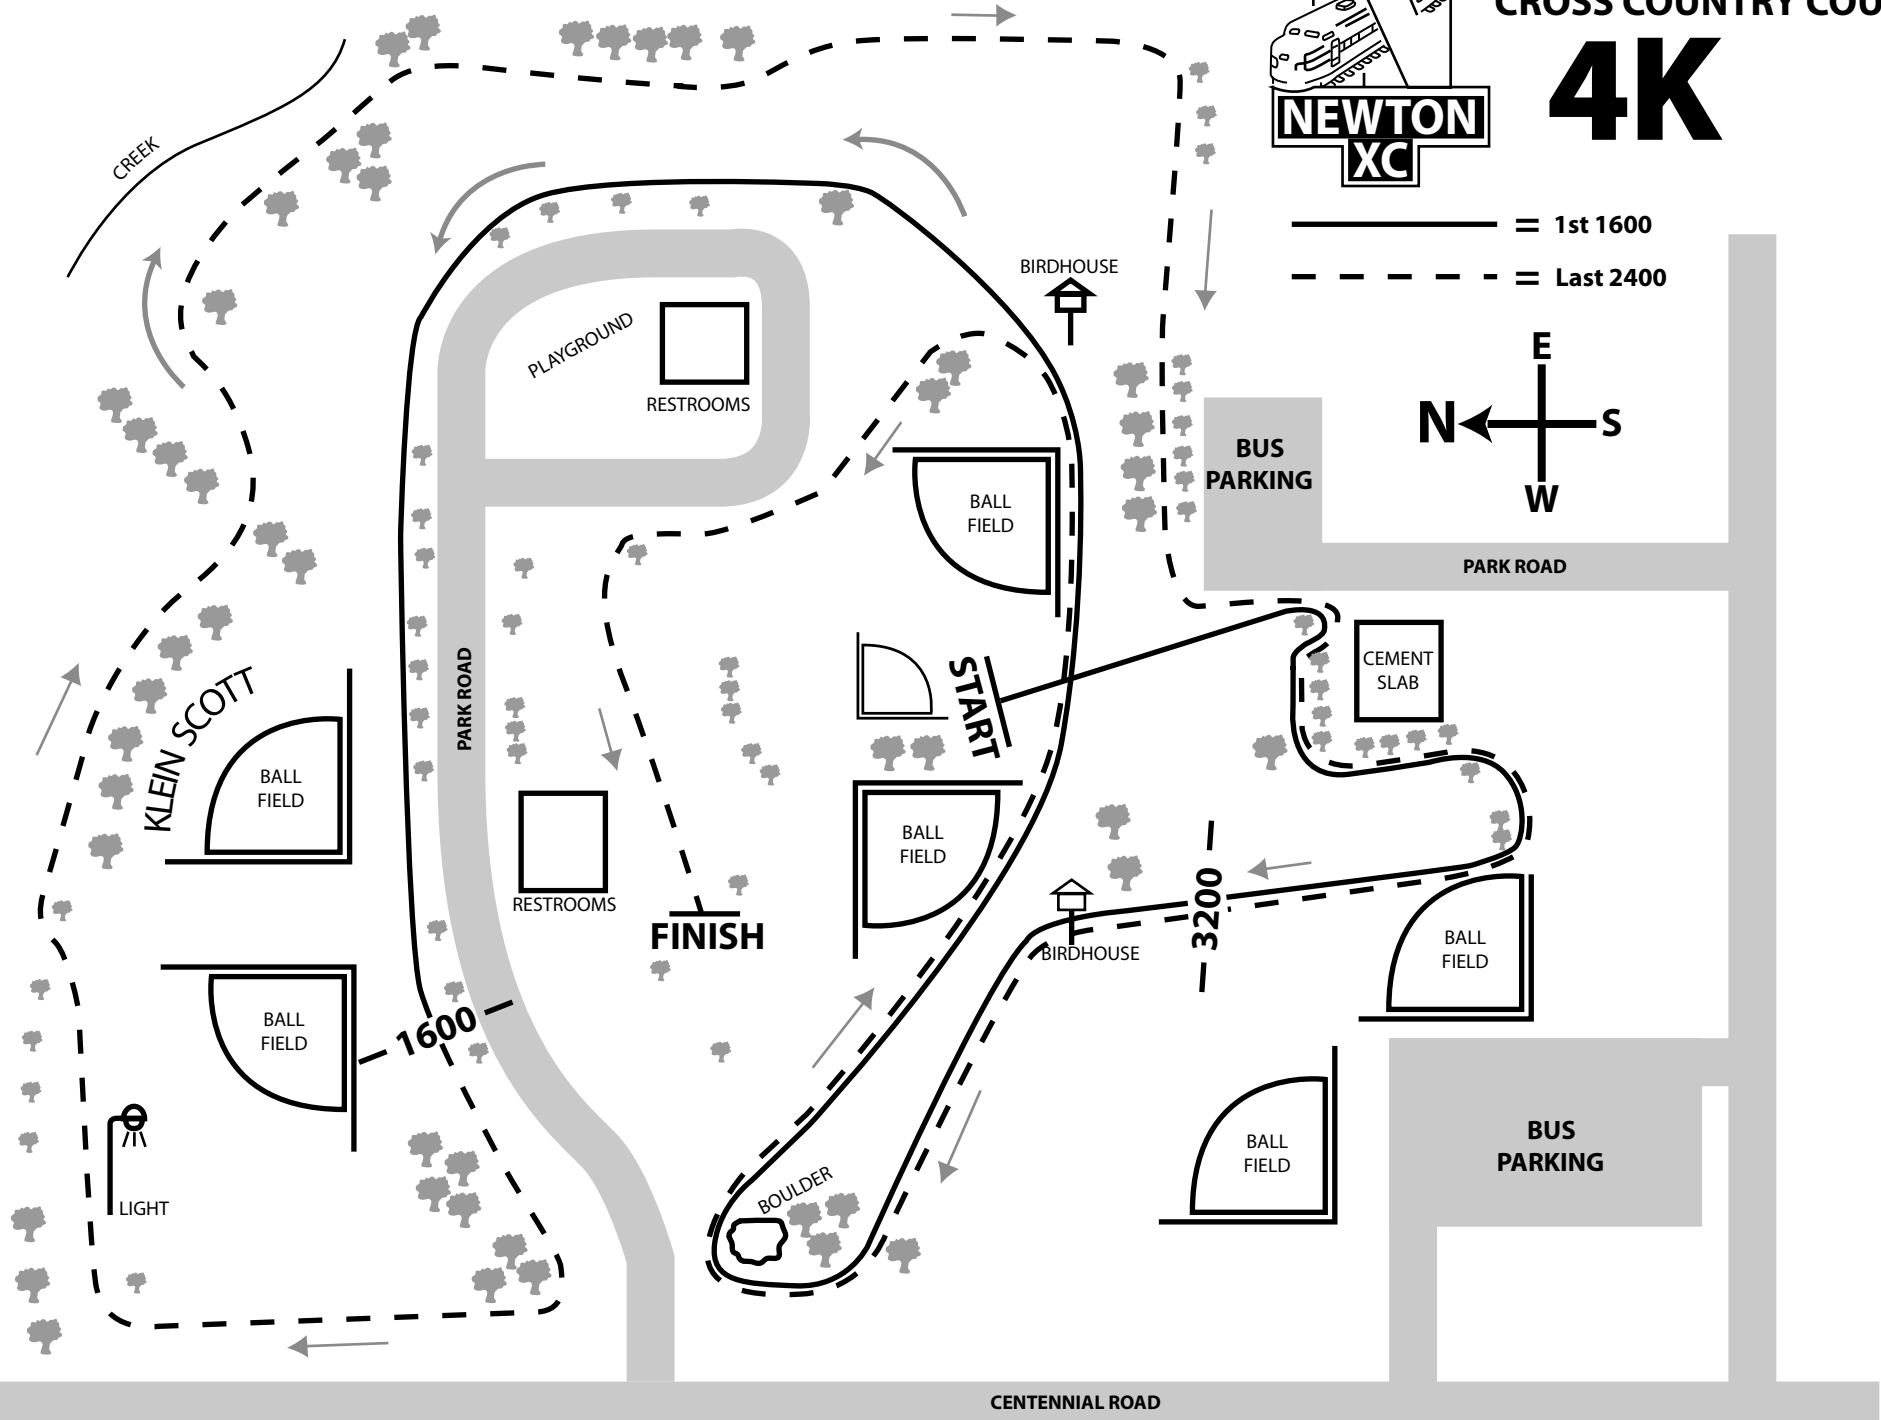 CROSS COUNTRY COU
4K
NEWTON
XC
= 1st 1600
= Last 2400
CREEK
BIRDHOUSE
PLAYGROUND
RESTROOMS
E
N
S
W
BUS
PARKING
BALL
FIELD
PARK ROAD
START
CEMENT
SLAB
PARK ROAD
KLEIN SCOTT
BALL
FIELD
BALL
FIELD
RESTROOMS
FINISH
3200
BIRDHOUSE
BALL
FIELD
1600
BALL
FIELD
LIGHT
BOULDER
BALL
FIELD
BUS
PARKING
CENTENNIAL ROAD